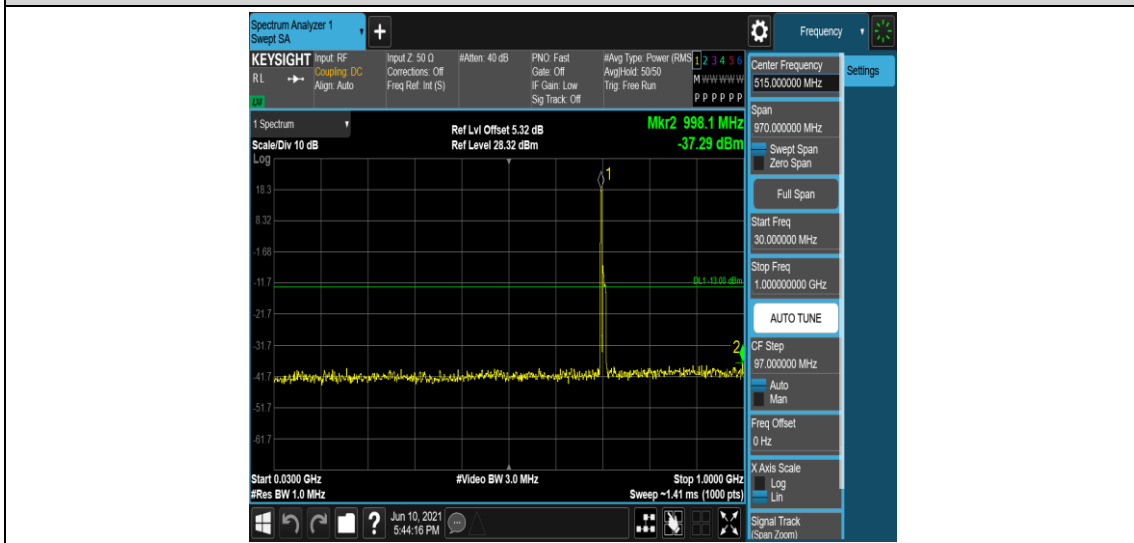 Spectrum Analyzer 1
Swept SA
+
Frequency
KEYSIGHT
RL
LXI
Input: RF
Coupling: DC
Align: Auto
Input Z: 50 Ω
Corrections: Off
Freq Ref: Int (S)
#Atten: 40 dB
PNO: Fast
Gate: Off
IF Gain: Low
Sig Track: Off
#Avg Type: Power (RMS
Avg|Hold: 50/50
Trig: Free Run
1 2 3 4 5 6
M W W W W W
P P P P P P
1 Spectrum
Scale/Div 10 dB
Log
Ref Lvl Offset 5.32 dB
Ref Level 28.32 dBm
Mkr2 998.1 MHz
-37.29 dBm
1
18.3
8.32
-1.68
-11.7
DL1 -13.00 dBm
-21.7
-31.7
2
-41.7
-51.7
-61.7
Start 0.0300 GHz
#Res BW 1.0 MHz
#Video BW 3.0 MHz
Stop 1.0000 GHz
Sweep ~1.41 ms (1000 pts)
?
Jun 10, 2021
5:44:16 PM
Center Frequency
515.000000 MHz
Settings
Span
970.000000 MHz
Swept Span
Zero Span
Full Span
Start Freq
30.000000 MHz
Stop Freq
1.000000000 GHz
AUTO TUNE
CF Step
97.000000 MHz
Auto
Man
Freq Offset
0 Hz
X Axis Scale
Log
Lin
Signal Track
(Span Zoom)